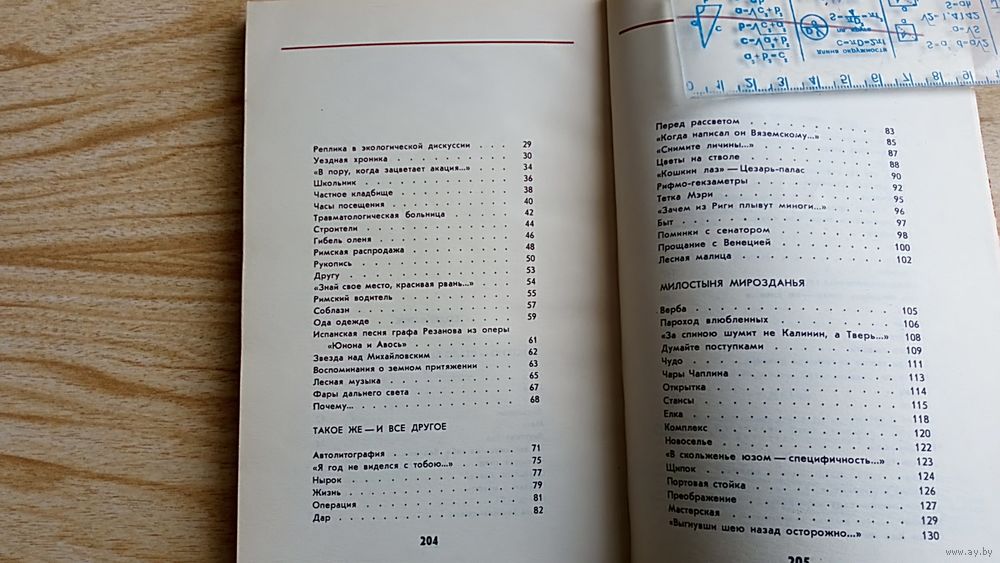 Реплика в экологической дискуссии . . . 29
Уездная хроника . . . 30
«В пору, когда зацветает акация...» . . . 34
Школьник . . . 36
Частное кладбище . . . 38
Часы посещения . . . 40
Травматологическая больница . . . 42
Строители . . . 44
Гибель оленя . . . 46
Римская распродажа . . . 48
Рукопись . . . 50
Другу . . . 53
«Знай свое место, красивая рвань...» . . . 54
Римский водитель . . . 55
Соблазн . . . 57
Ода одежде . . . 59
Испанская песня графа Резанова из оперы
«Юнона и Авось» . . . 61
Звезда над Михайловским . . . 62
Воспоминания о земном притяжении . . . 63
Лесная музыка . . . 65
Фары дальнего света . . . 67
Почему... . . . 68
ТАКОЕ ЖЕ — И ВСЕ ДРУГОЕ
Автолитография . . . 71
«Я год не виделся с тобою...» . . . 75
Нырок . . . 77
Жизнь . . . 79
Операция . . . 81
Дар . . . 82
204
Перед рассветом . . . 83
«Когда написал он Вяземскому...» . . . 85
«Снимите личины...» . . . 87
Цветы на стволе . . . 88
«Кошкин лаз» — Цезарь-палас . . . 90
Рифмо-гекзаметры . . . 92
Тетка Мэри . . . 95
«Зачем из Риги плывут миноги...» . . . 96
Быт . . . 97
Поминки с сенатором . . . 98
Прощание с Венецией . . . 100
Лесная малица . . . 102
МИЛОСТЫНЯ МИРОЗДАНЬЯ
Верба . . . 105
Пароход влюбленных . . . 106
«За спиною шумит не Калинин, а Тверь...» 108
Думайте поступками . . . 109
Чудо . . . 111
Чары Чаплина . . . 113
Открытка . . . 114
Стансы . . . 115
Елка . . . 118
Комплекс . . . 120
Новоселье . . . 122
«В скольженье юзом — специфичность...» . 123
Щипок . . . 124
Портовая стойка . . . 126
Преображение . . . 127
Мастерская . . . 129
«Выгнувши шею назад осторожно...» . . 130
205
www.ay.by